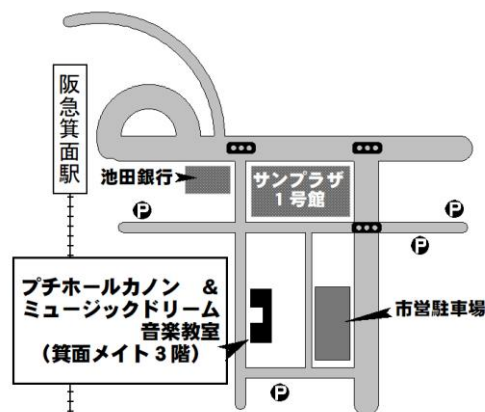 阪急箕面駅
池田銀行
サンプラザ
1号館
P
P
P
プチホールカノン &
ミュージックドリーム
音楽教室
(箕面メイト3階)
市営駐車場
P